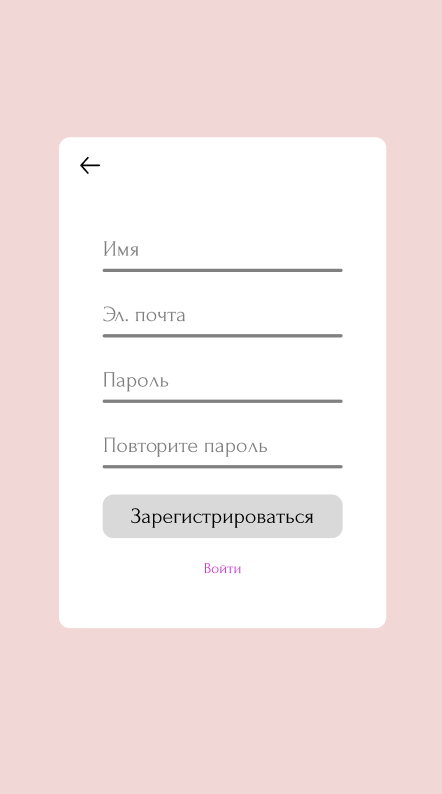 Имя
Эл. почта
Пароль
Повторите пароль
Зарегистрироваться
Войти